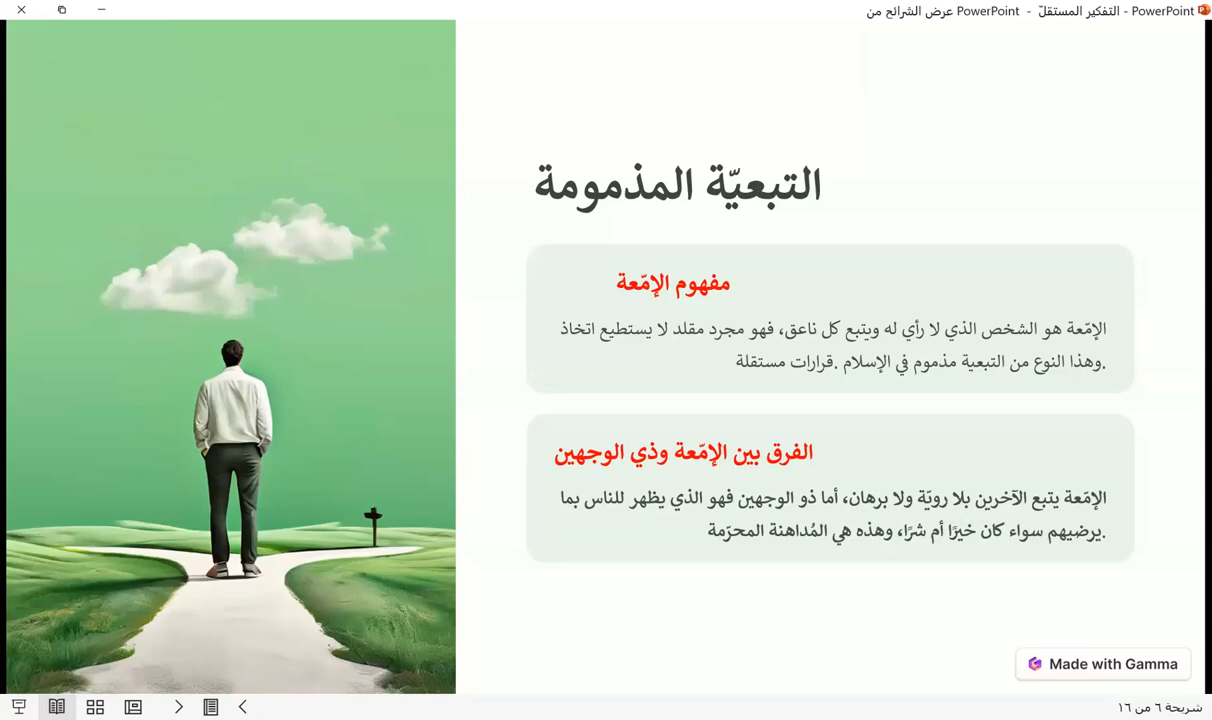 عرض الشرائح من PowerPoint - التفكير المستقلّ - PowerPoint
التبعيّة المذمومة
مفهوم الإمّعة
الإمّعة هو الشخص الذي لا رأي له ويتبع كل ناعق، فهو مجرد مقلد لا يستطيع اتخاذ
.وهذا النوع من التبعية مذموم في الإسلام .قرارات مستقلة
الفرق بين الإمّعة وذي الوجهين
الإمّعة يتبع الآخرين بلا رويّة ولا برهان، أما ذو الوجهين فهو الذي يظهر للناس بما
.يرضيهم سواء كان خيرًا أم شرًا، وهذه هي المُداهنة المحرّمة
Made with Gamma
شريحة ٦ من ١٦